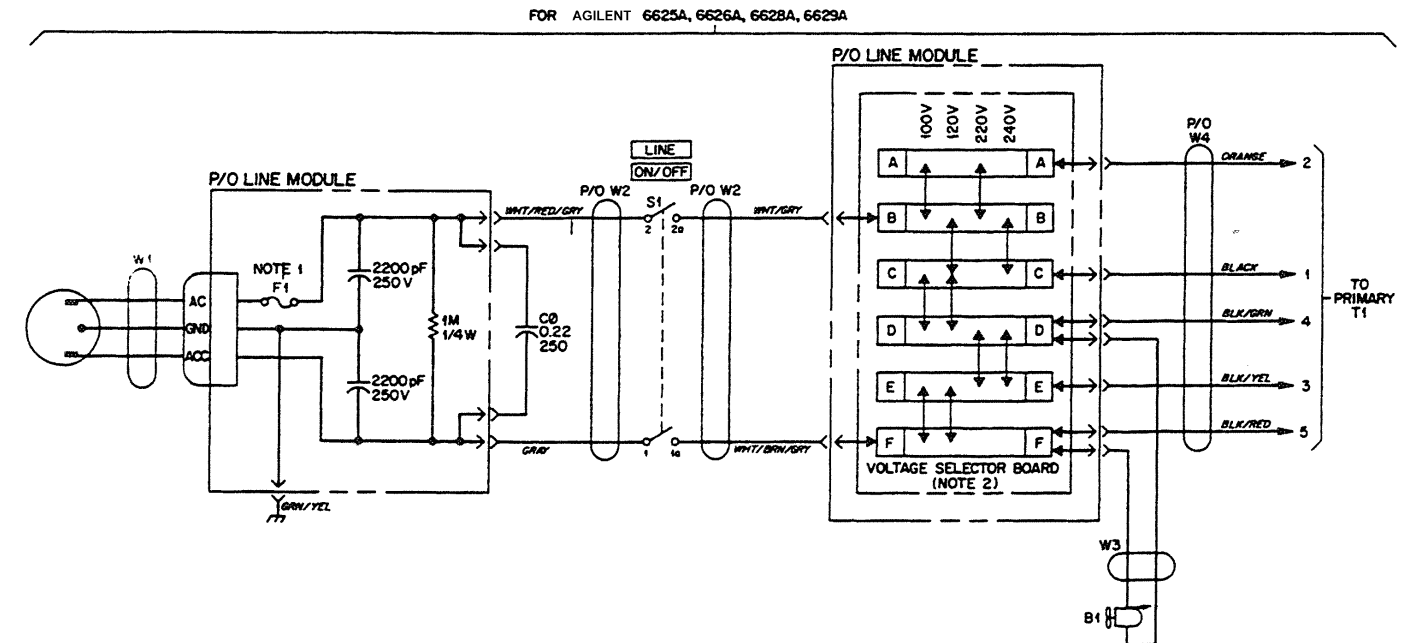 FOR AGILENT 6625A, 6626A, 6628A, 6629A
P/O LINE MODULE
100V
120V
220V
240V
P/O
W4
LINE
ON/OFF
A
A
ORANGE
2
P/O LINE MODULE
P/O W2
S1
P/O W2
WHT/RED/GRY
2
2a
WHT/GRY
B
B
W1
NOTE 1
F1
2200pF
250V
C
C
BLACK
1
TO
PRIMARY
T1
AC
GND
ACC
1M
1/4W
C0
0.22
250
D
D
BLK/GRN
4
2200pF
250V
E
E
BLK/YEL
3
GRAY
1
1a
WHT/BRN/GRY
F
F
BLK/RED
5
VOLTAGE SELECTOR BOARD
(NOTE 2)
GRN/YEL
W3
B1